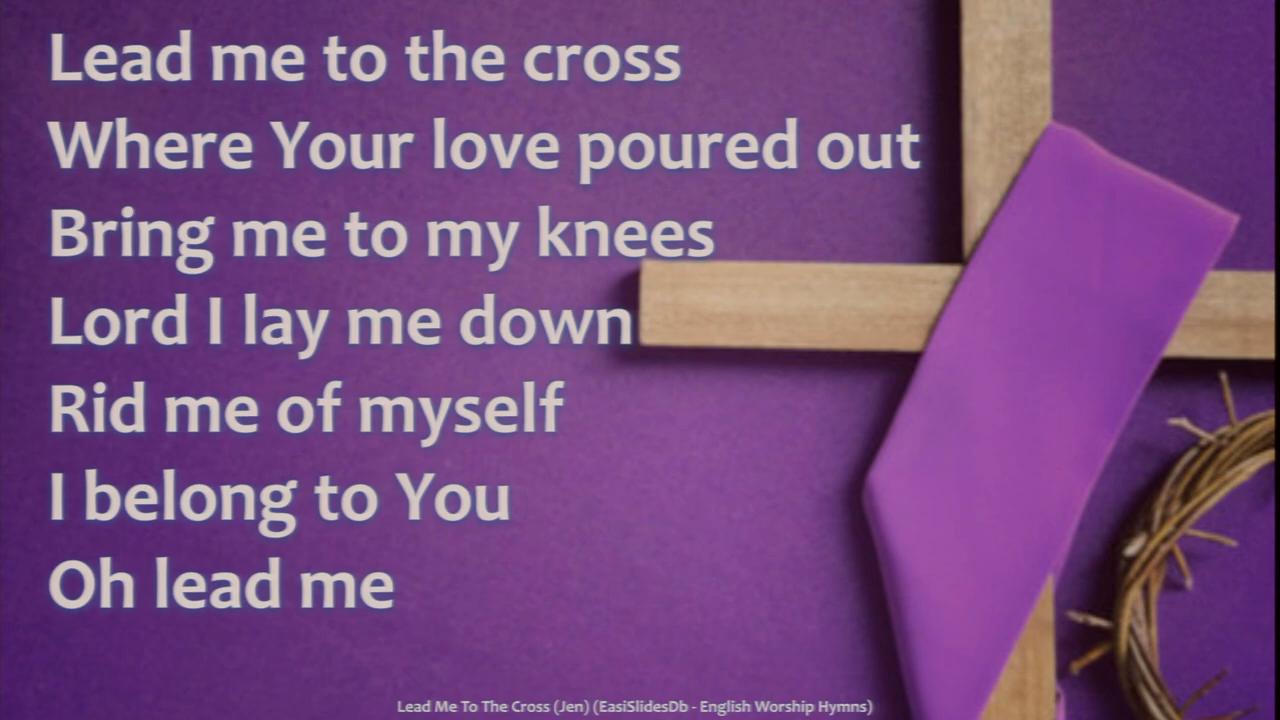 Lead me to the cross
Where Your love poured out
Bring me to my knees
Lord I lay me down
Rid me of myself
I belong to You
Oh lead me
Lead Me To The Cross (Jen) (EasiSlidesDb - English Worship Hymns)